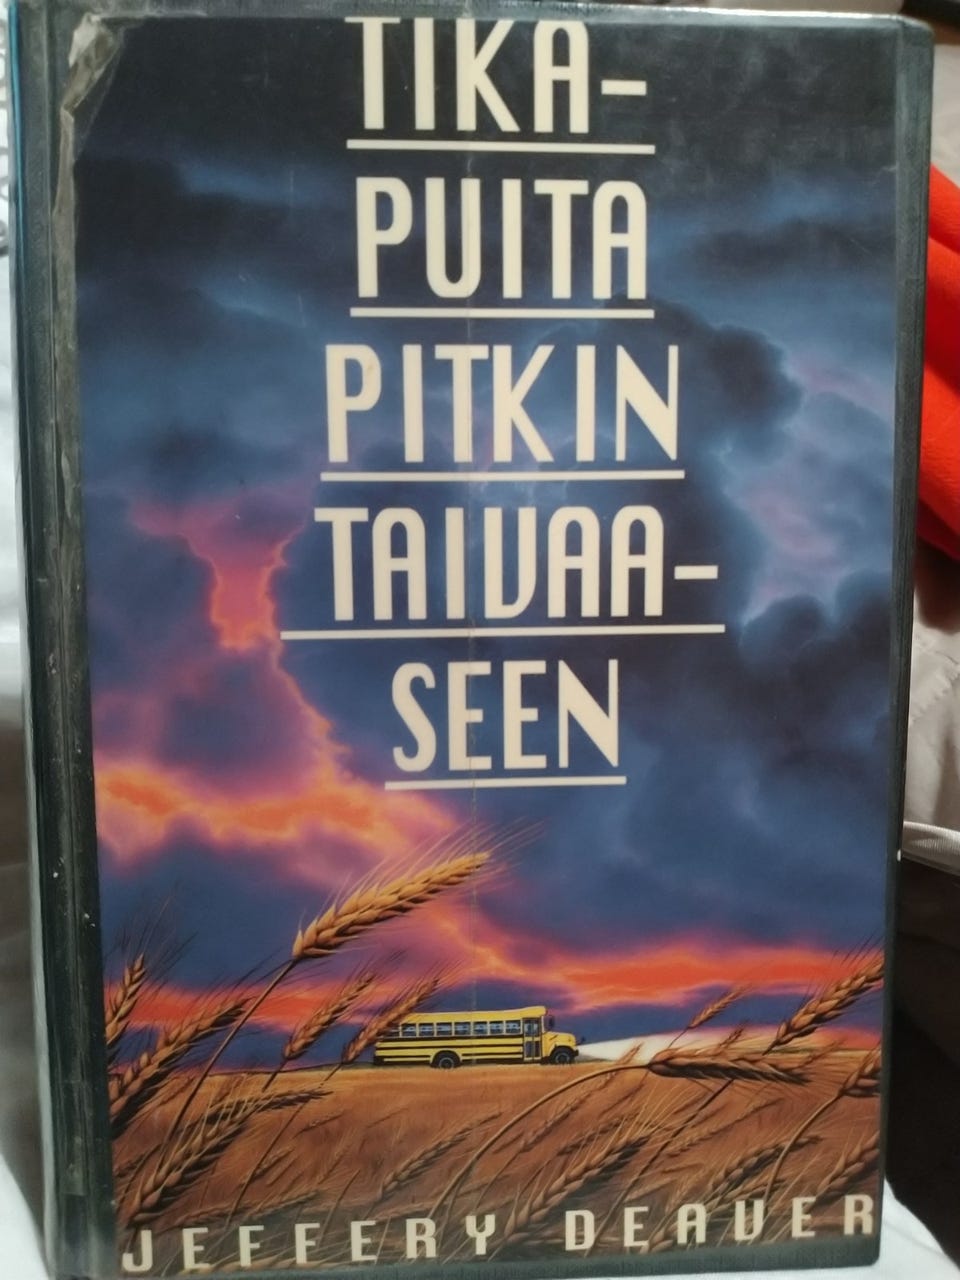 TIKA-
PUITA
PITKIN
TAIVAA-
SEEN
JEFFERY DEAVER